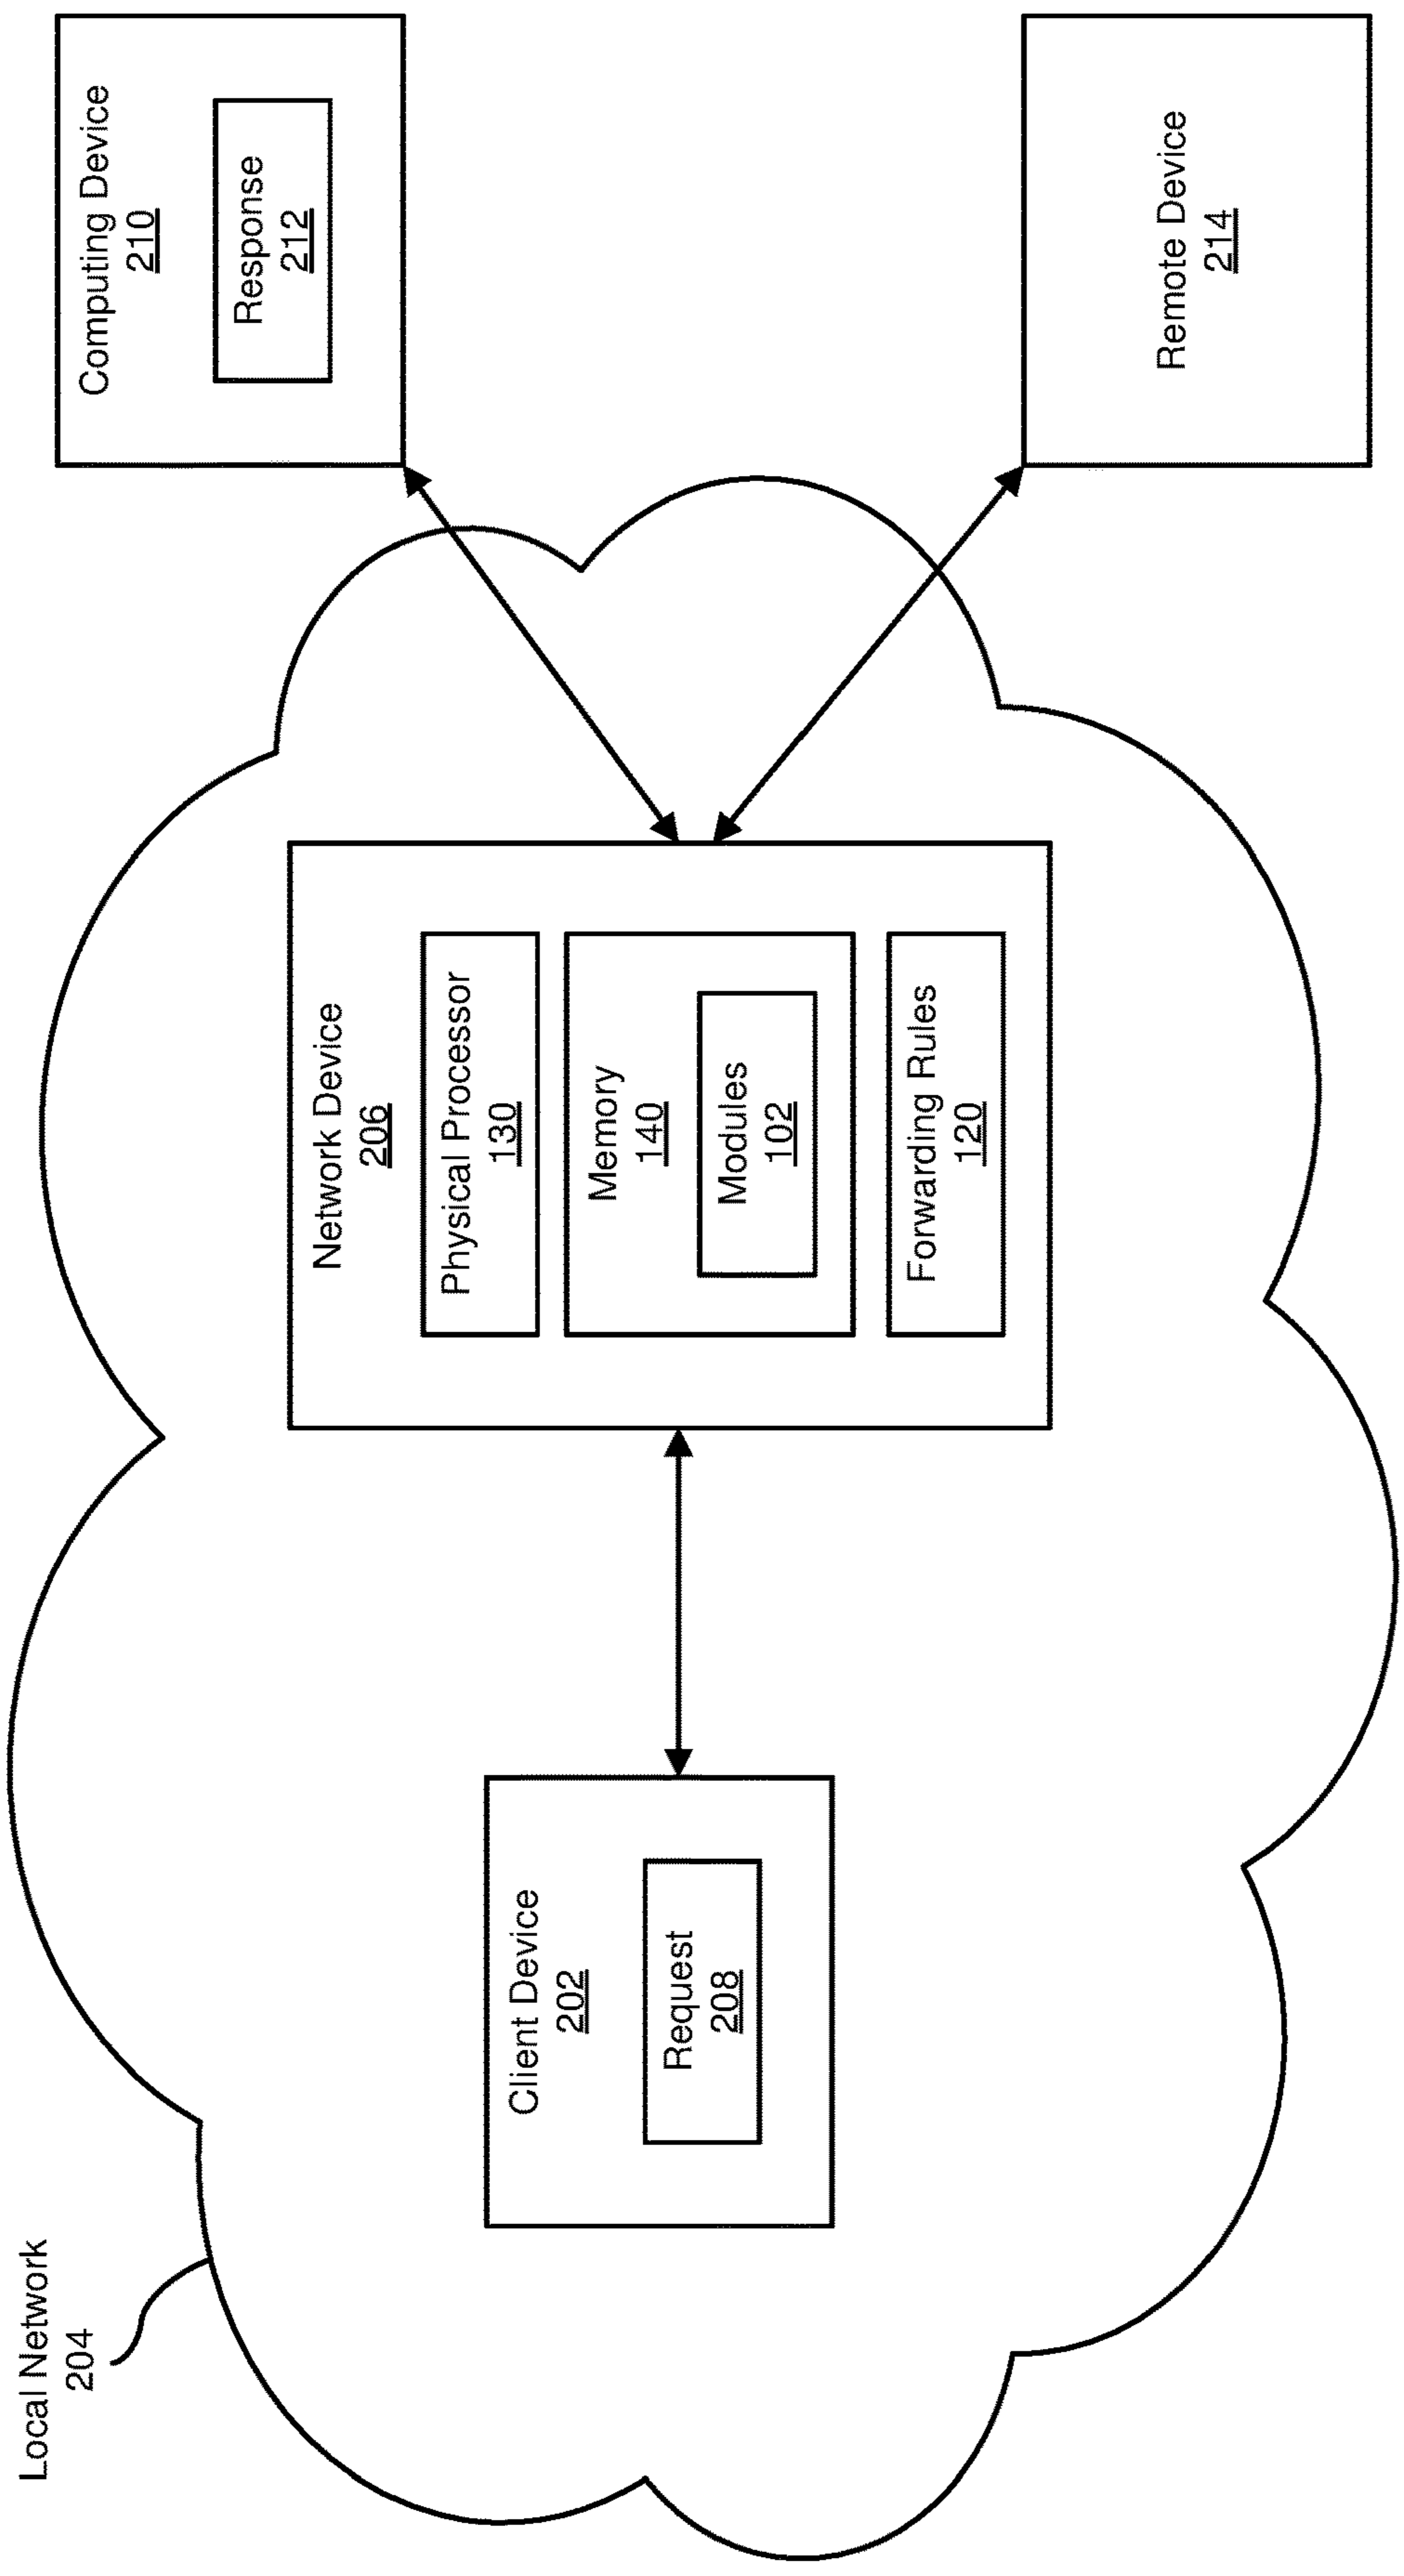 Local Network
204
Client Device
202
Request
208
Network Device
206
Physical Processor
130
Memory
140
Modules
102
Forwarding Rules
120
Computing Device
210
Response
212
Remote Device
214